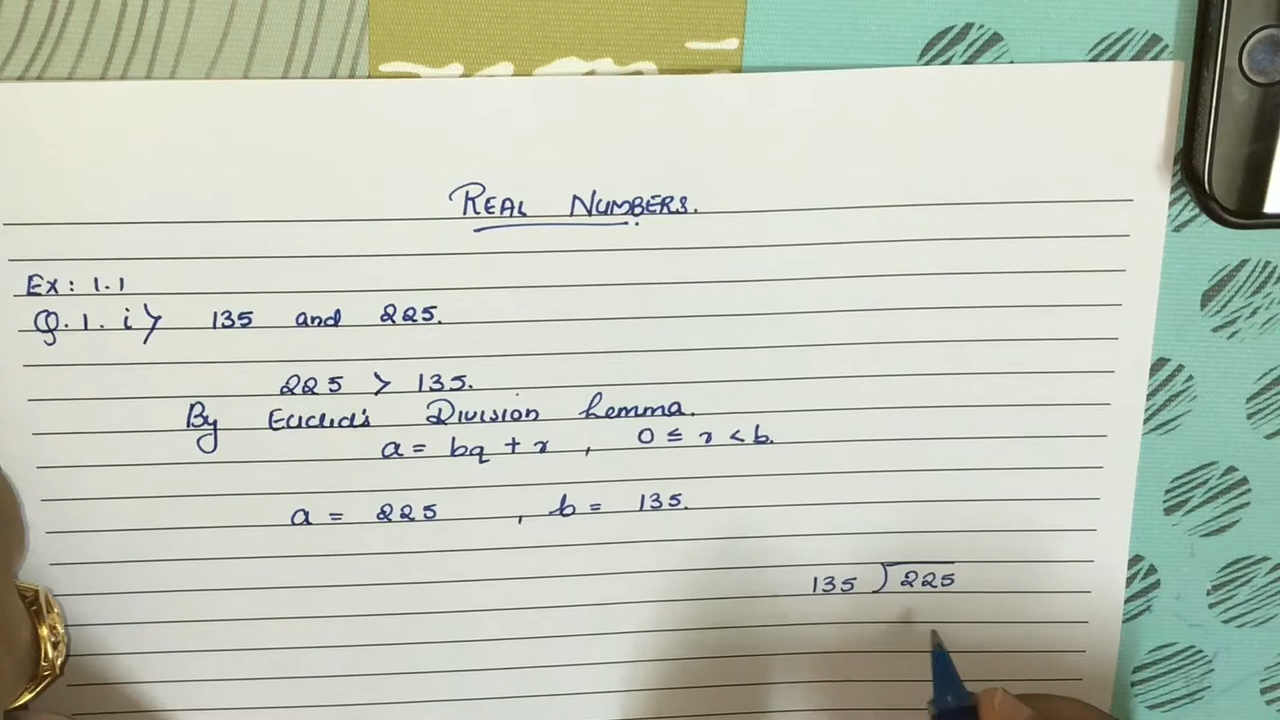 REAL NUMBERS.
Ex: 1.1
Q.1. i> 135 and 225.
225 > 135.
By Euclid's Division Lemma.
a = bq + r , 0 ≤ r < b.
a = 225 , b = 135.
135 ) 225